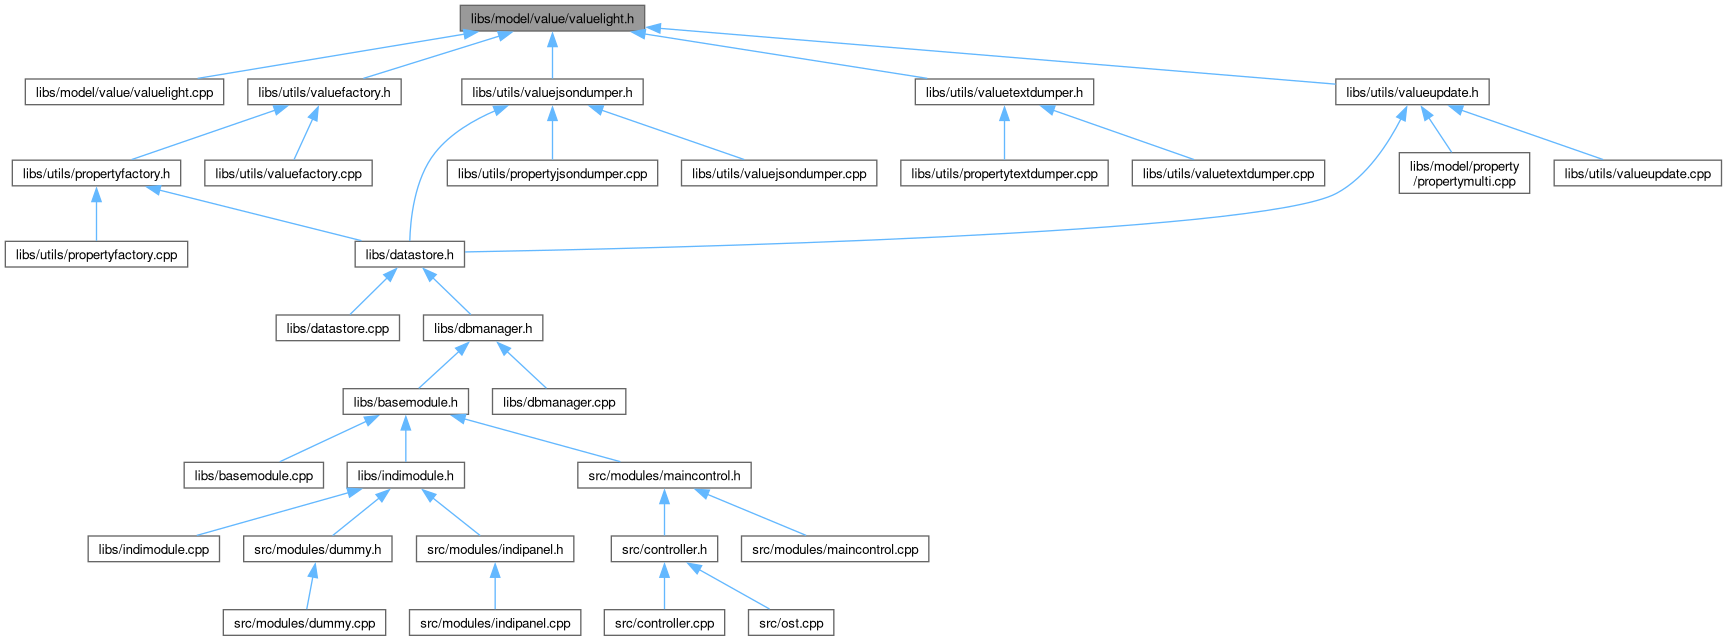 libs/model/value/valuelight.h
libs/model/value/valuelight.cpp
libs/utils/valuefactory.h
libs/utils/valuejsondumper.h
libs/utils/valuetextdumper.h
libs/utils/valueupdate.h
libs/utils/propertyfactory.h
libs/utils/valuefactory.cpp
libs/utils/propertyjsondumper.cpp
libs/utils/valuejsondumper.cpp
libs/utils/propertytextdumper.cpp
libs/utils/valuetextdumper.cpp
libs/model/property
/propertymulti.cpp
libs/utils/valueupdate.cpp
libs/utils/propertyfactory.cpp
libs/datastore.h
libs/datastore.cpp
libs/dbmanager.h
libs/basemodule.h
libs/dbmanager.cpp
libs/basemodule.cpp
libs/indimodule.h
src/modules/maincontrol.h
libs/indimodule.cpp
src/modules/dummy.h
src/modules/indipanel.h
src/controller.h
src/modules/maincontrol.cpp
src/modules/dummy.cpp
src/modules/indipanel.cpp
src/controller.cpp
src/ost.cpp